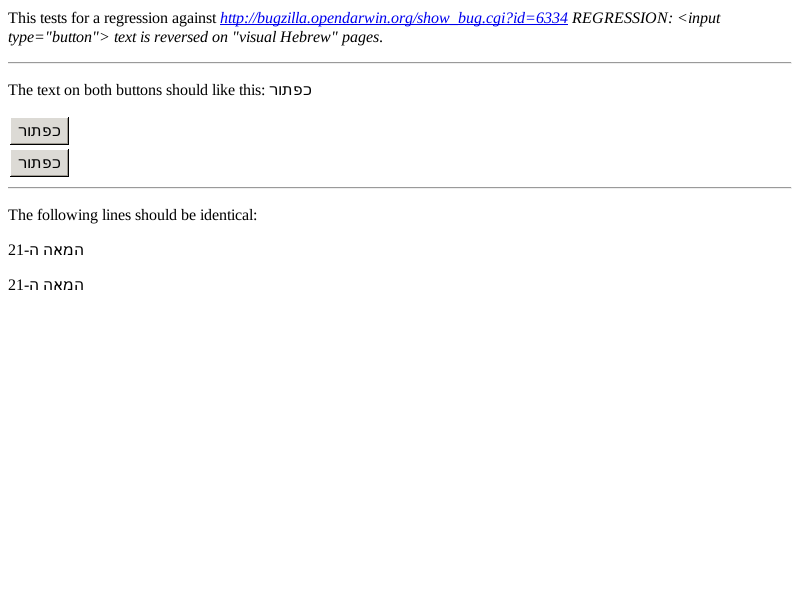 This tests for a regression against http://bugzilla.opendarwin.org/show_bug.cgi?id=6334 REGRESSION: <input
type="button"> text is reversed on "visual Hebrew" pages.
The text on both buttons should like this: כפתור
כפתור
כפתור
The following lines should be identical:
המאה ה-21
המאה ה-21